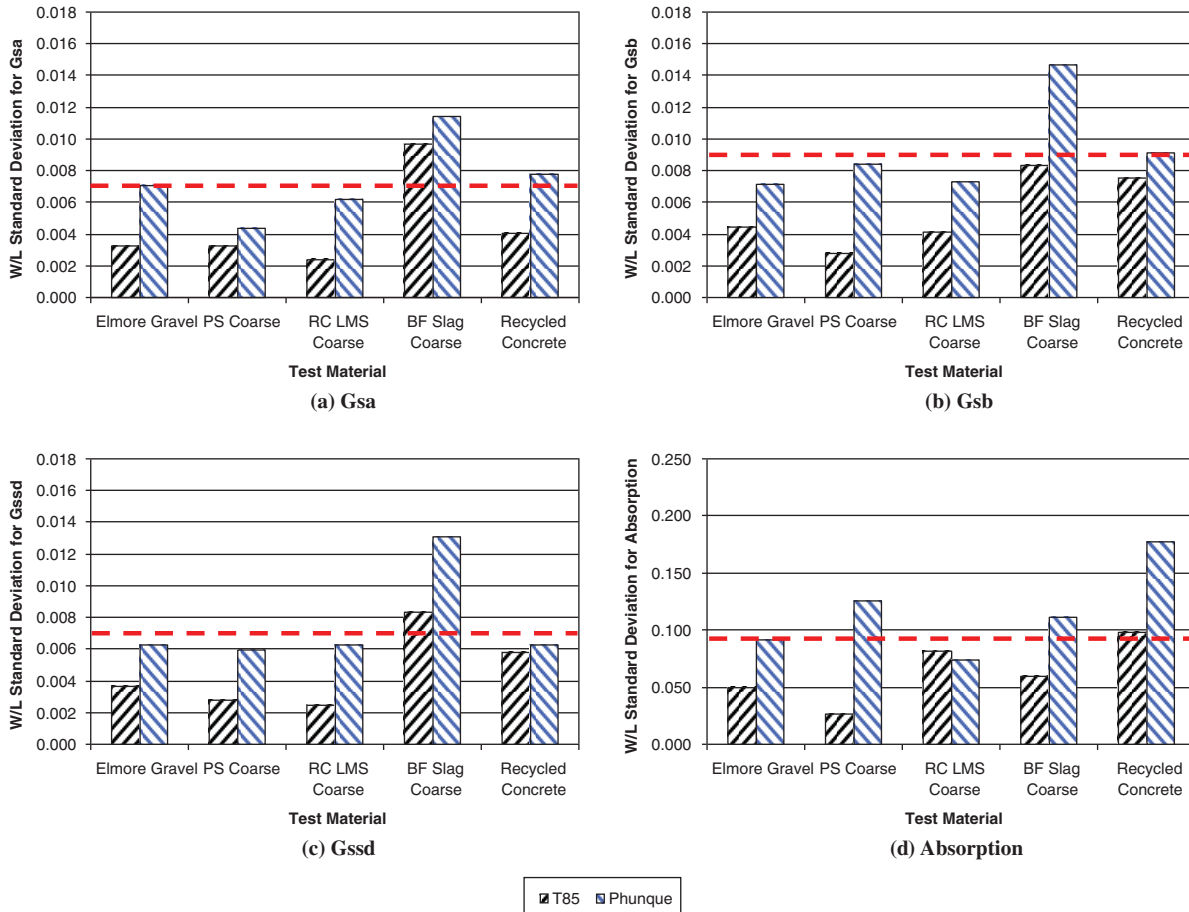 W/L Standard Deviation for Gsa
0.018
0.016
0.014
0.012
0.010
0.008
0.006
0.004
0.002
0.000
Elmore Gravel
PS Coarse
RC LMS
Coarse
BF Slag
Coarse
Recycled
Concrete
Test Material
(a) Gsa
W/L Standard Deviation for Gsb
0.018
0.016
0.014
0.012
0.010
0.008
0.006
0.004
0.002
0.000
Elmore Gravel
PS Coarse
RC LMS
Coarse
BF Slag
Coarse
Recycled
Concrete
Test Material
(b) Gsb
W/L Standard Deviation for Gssd
0.018
0.016
0.014
0.012
0.010
0.008
0.006
0.004
0.002
0.000
Elmore Gravel
PS Coarse
RC LMS
Coarse
BF Slag
Coarse
Recycled
Concrete
Test Material
(c) Gssd
W/L Standard Deviation for Absorption
0.250
0.200
0.150
0.100
0.050
0.000
Elmore Gravel
PS Coarse
RC LMS
Coarse
BF Slag
Coarse
Recycled
Concrete
Test Material
(d) Absorption
T85
Phunque